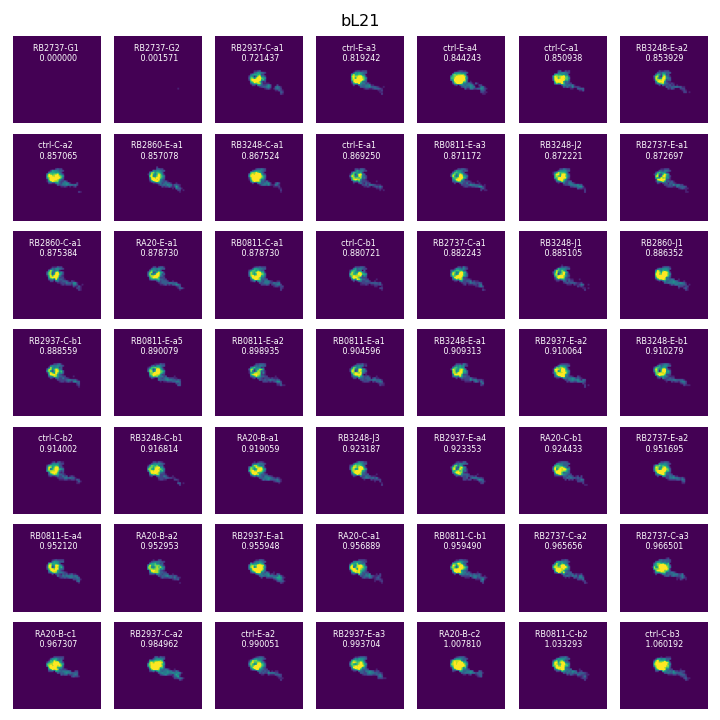 bL21
RB2737-G1
0.000000
RB2737-G2
0.001571
RB2937-C-a1
0.721437
ctrl-E-a3
0.819242
ctrl-E-a4
0.844243
ctrl-C-a1
0.850938
RB3248-E-a2
0.853929
ctrl-C-a2
0.857065
RB2860-E-a1
0.857078
RB3248-C-a1
0.867524
ctrl-E-a1
0.869250
RB0811-E-a3
0.871172
RB3248-J2
0.872221
RB2737-E-a1
0.872697
RB2860-C-a1
0.875384
RA20-E-a1
0.878730
RB0811-C-a1
0.878730
ctrl-C-b1
0.880721
RB2737-C-a1
0.882243
RB3248-J1
0.885105
RB2860-J1
0.886352
RB2937-C-b1
0.888559
RB0811-E-a5
0.890079
RB0811-E-a2
0.898935
RB0811-E-a1
0.904596
RB3248-E-a1
0.909313
RB2937-E-a2
0.910064
RB3248-E-b1
0.910279
ctrl-C-b2
0.914002
RB3248-C-b1
0.916814
RA20-B-a1
0.919059
RB3248-J3
0.923187
RB2937-E-a4
0.923353
RA20-C-b1
0.924433
RB2737-E-a2
0.951695
RB0811-E-a4
0.952120
RA20-B-a2
0.952953
RB2937-E-a1
0.955948
RA20-C-a1
0.956889
RB0811-C-b1
0.959490
RB2737-C-a2
0.965656
RB2737-C-a3
0.966501
RA20-B-c1
0.967307
RB2937-C-a2
0.984962
ctrl-E-a2
0.990051
RB2937-E-a3
0.993704
RA20-B-c2
1.007810
RB0811-C-b2
1.033293
ctrl-C-b3
1.060192